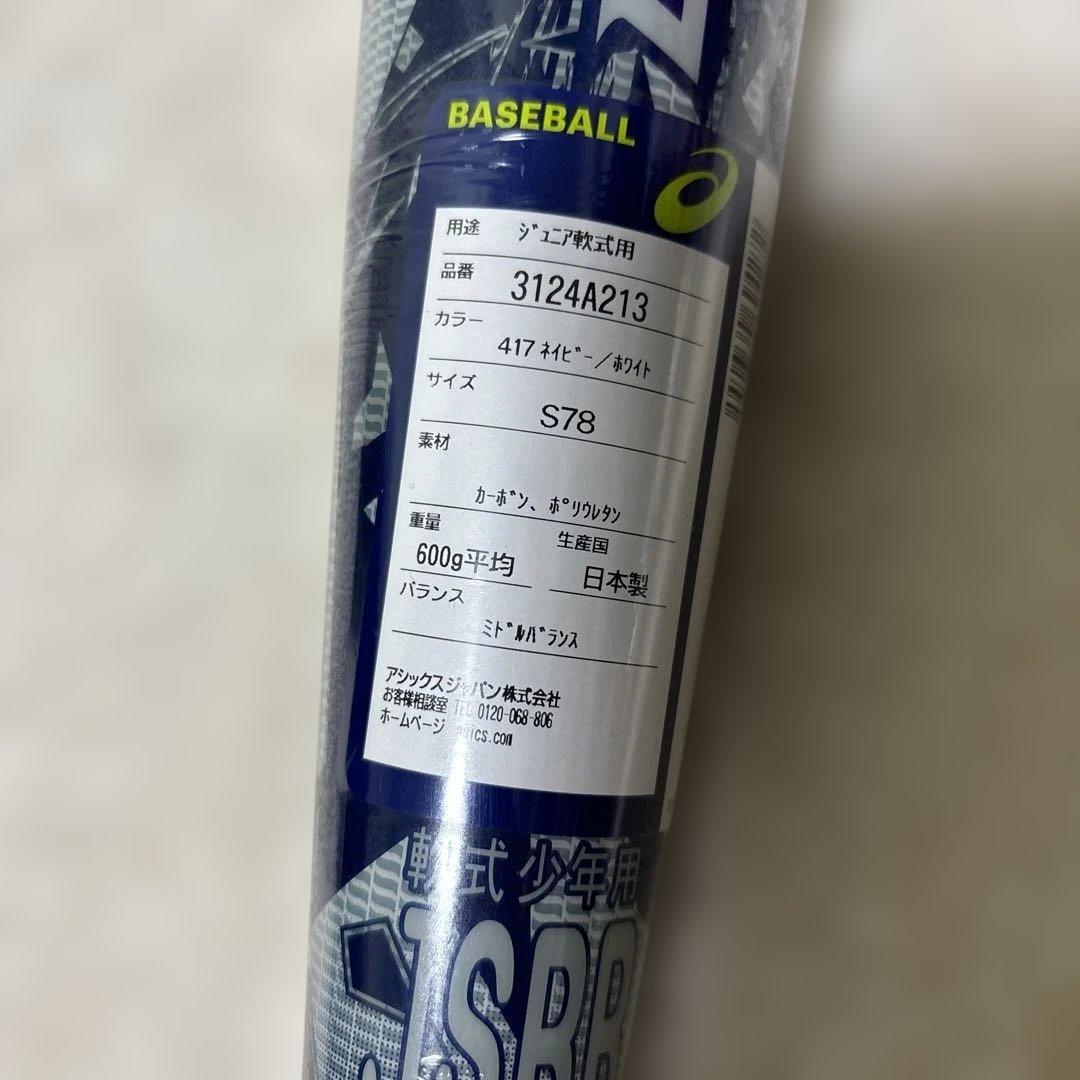 BASEBALL
用途 ジュニア軟式用
品番 3124A213
カラー
417 ネイビー/ホワイト
サイズ
S78
素材
カーボン、ポリウレタン
重量 生産国
600g平均 日本製
バランス
ミドルバランス
アシックスジャパン株式会社
お客様相談室 TEL 0120-068-806
ホームページ asics.com
軟式 少年用
JSBB